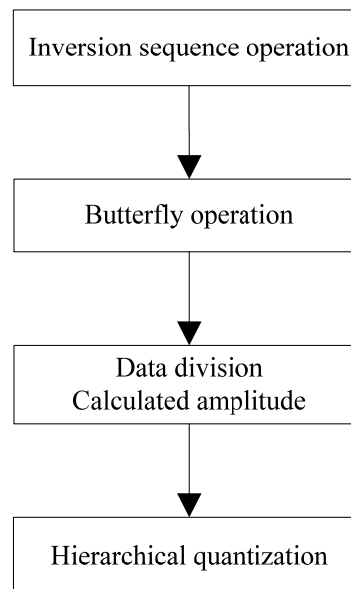 Inversion sequence operation
Butterfly operation
Data division
Calculated amplitude
Hierarchical quantization